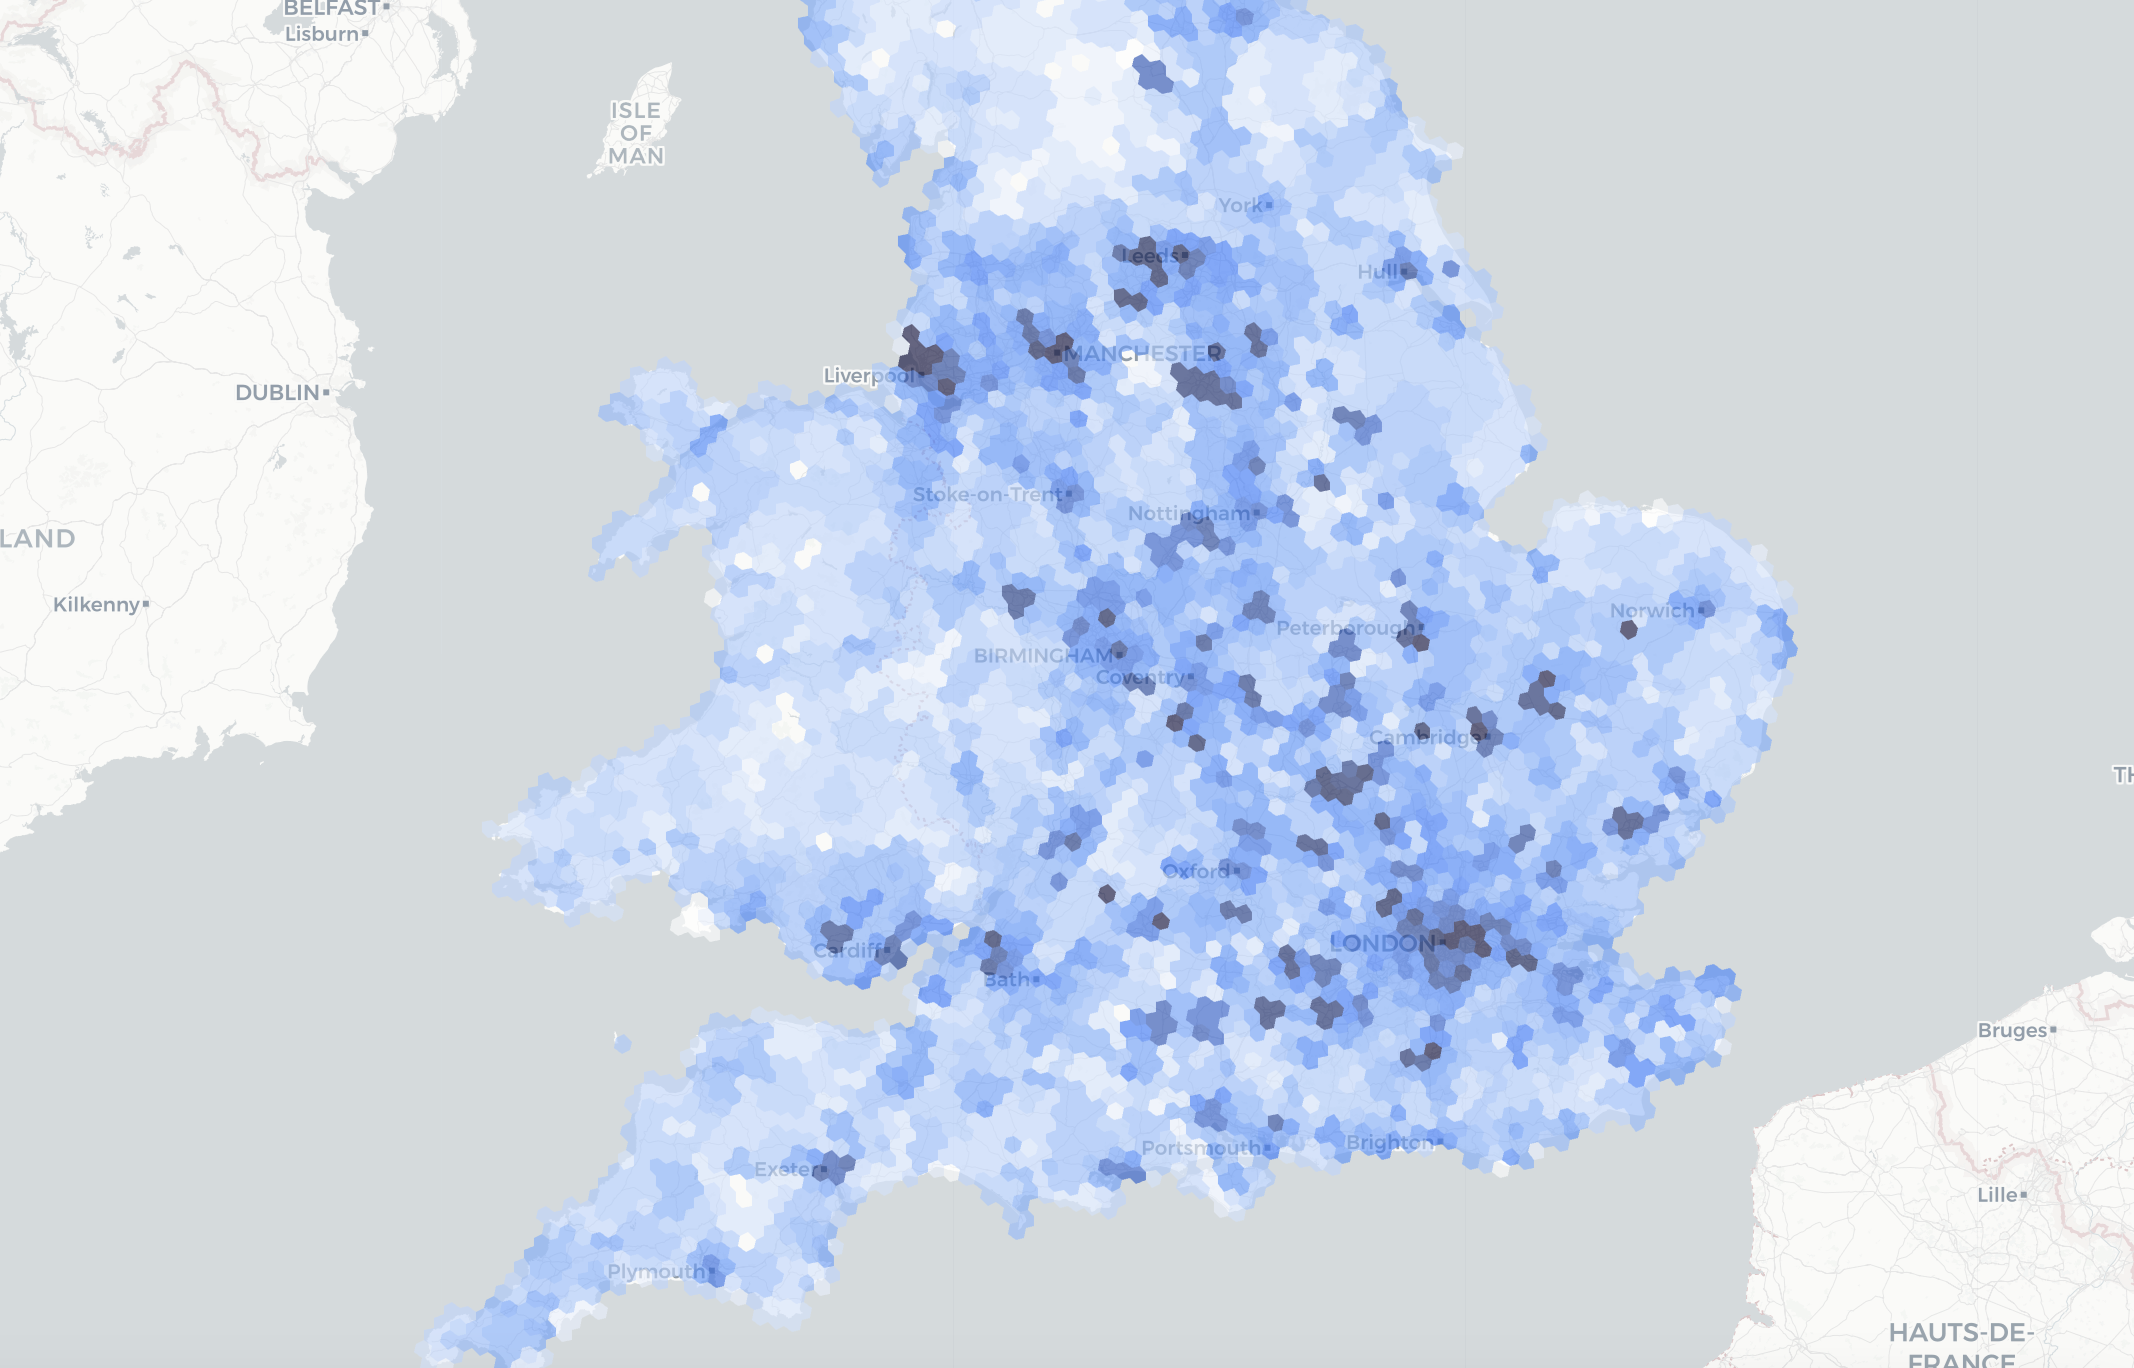 BELFAST
Lisburn
ISLE
OF
MAN
York
Leeds
Hull
MANCHESTER
Liverpool
DUBLIN
Stoke-on-Trent
Nottingham
LAND
Kilkenny
Norwich
Peterborough
BIRMINGHAM
Coventry
Cambridge
TH
Oxford
LONDON
Cardiff
Bath
Bruges
Portsmouth
Brighton
Exeter
Lille
Plymouth
HAUTS-DE-
FRANCE